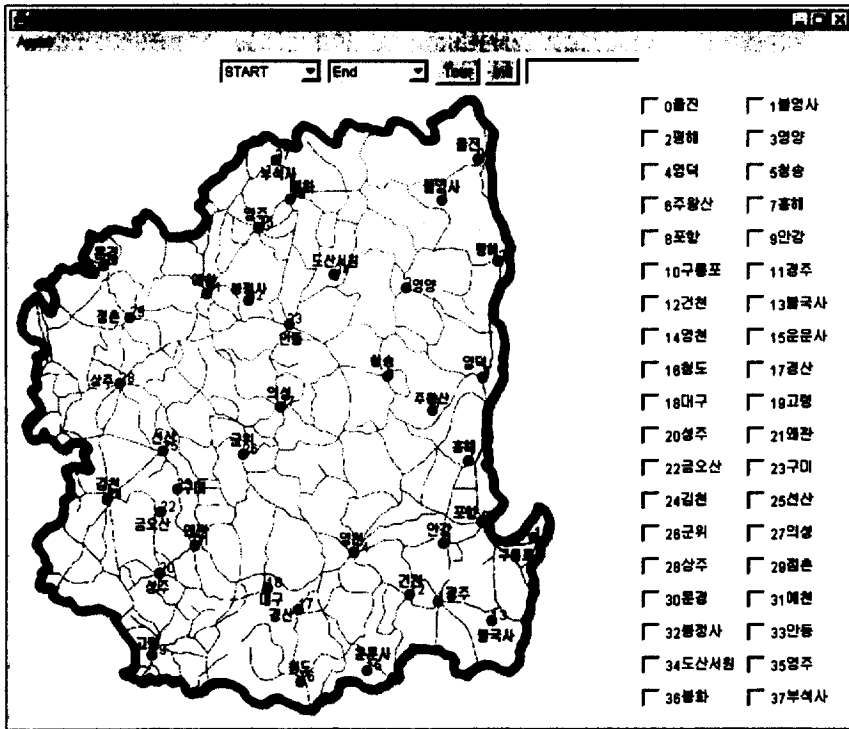 Applet
START End Tour
0울진 1불영사
2평해 3영양
4영덕 5청송
6주왕산 7흥해
8포항 9안강
10구룡포 11경주
12건천 13불국사
14영천 15운문사
16청도 17경산
18대구 19고령
20성주 21왜관
22금오산 23구미
24김천 25선산
26군위 27의성
28상주 29점촌
30문경 31예천
32봉정사 33안동
34도산서원 35영주
36봉화 37부석사
울진
부석사
봉화
불영사
영주
평해
도산서원
문경
예천
봉정사
영양
점촌
33
안동
청송
영덕
상주
의성
주왕산
선산
군위
흥해
김천
구미
22
금오산
포항
왜관
영천
안강
구룡포
성주
건천
경주
대구
경산
불국사
고령
청도
운문사